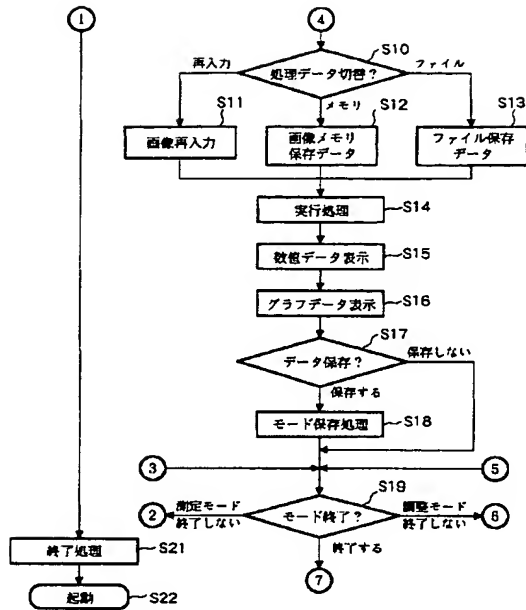 1
4
S10
再入力
処理データ切替？
ファイル
メモリ
S11
S12
S13
画像再入力
画像メモリ
保存データ
ファイル保存
データ
実行処理
S14
数値データ表示
S15
グラフデータ表示
S16
S17
データ保存？
保存しない
保存する
モード保存処理
S18
3
5
S19
2
測定モード
終了しない
モード終了？
調整モード
終了しない
6
終了する
7
終了処理
S21
起動
S22